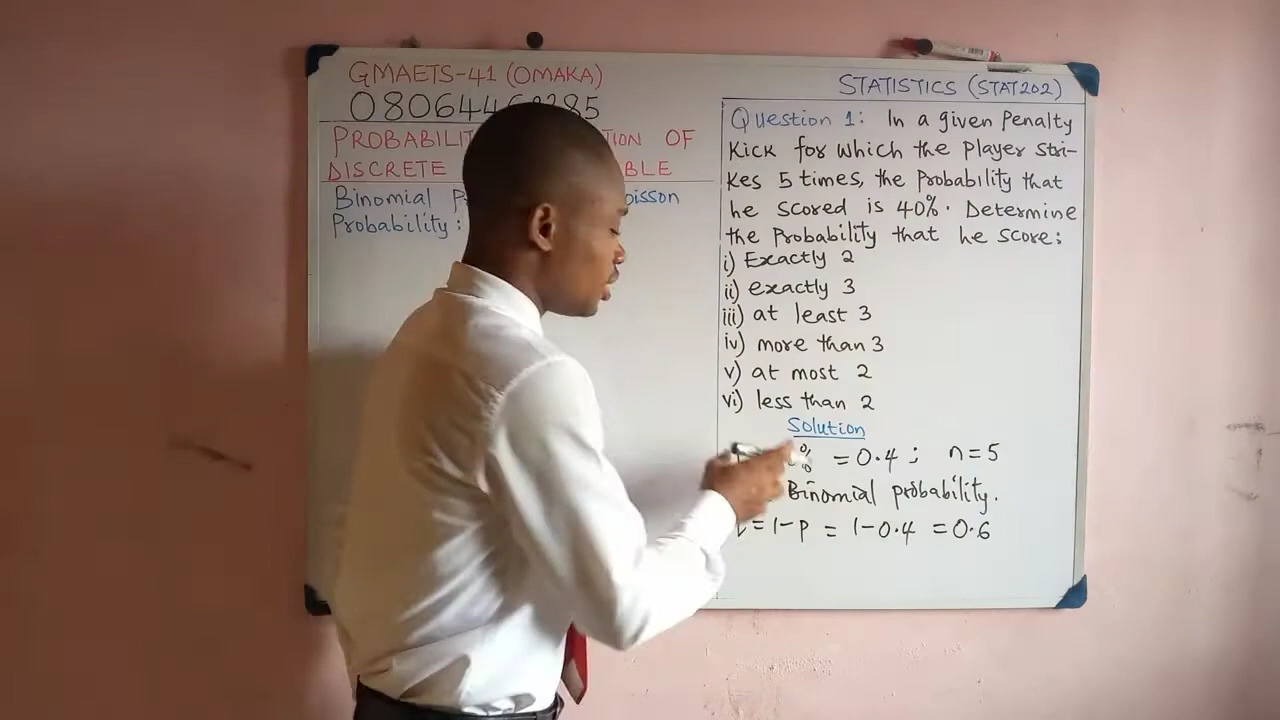 GMAETS-41 (OMAKA)
0806446 285
PROBABILIT TION OF
DISCRETE BLE
Binomial P oisson
Probability:
STATISTICS (STAT202)
Question 1: In a given Penalty
Kick for which the player Stri-
Kes 5 times, the Probability that
he scored is 40%. Determine
the Probability that he score:
i) Exactly 2
ii) exactly 3
iii) at least 3
iv) more than 3
v) at most 2
vi) less than 2
Solution
% = 0.4 ; n=5
Binomial probability.
= 1-P = 1-0.4 = 0.6